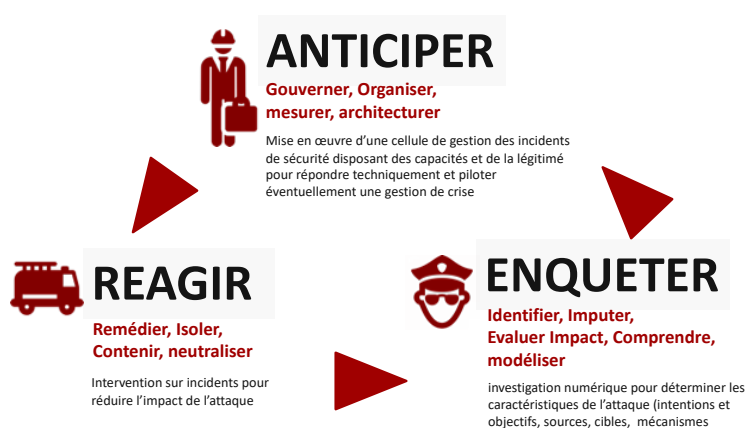 ANTICIPER
Gouverner, Organiser,
mesurer, architecturer
Mise en œuvre d’une cellule de gestion des incidents
de sécurité disposant des capacités et de la légitimé
pour répondre techniquement et piloter
éventuellement une gestion de crise
REAGIR
Remédier, Isoler,
Contenir, neutraliser
Intervention sur incidents pour
réduire l’impact de l’attaque
ENQUETER
Identifier, Imputer,
Evaluer Impact, Comprendre,
modéliser
investigation numérique pour déterminer les
caractéristiques de l’attaque (intentions et
objectifs, sources, cibles, mécanismes